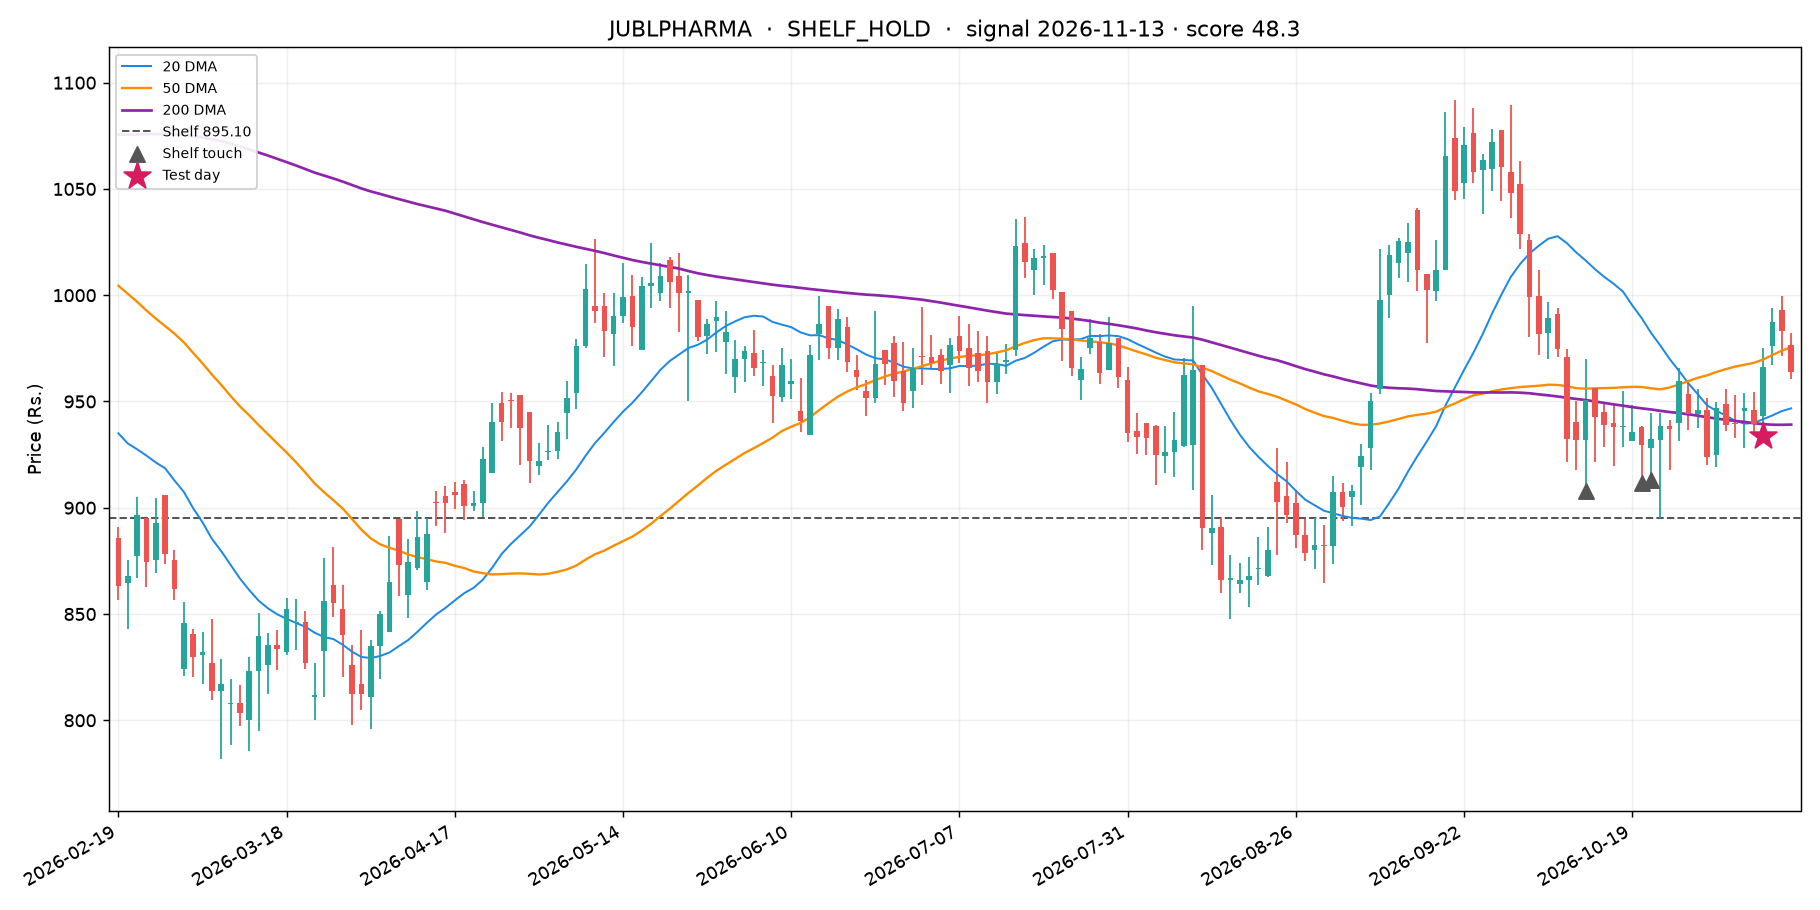 JUBLPHARMA · SHELF_HOLD · signal 2026-11-13 · score 48.3
20 DMA
50 DMA
200 DMA
Shelf 895.10
Shelf touch
Test day
Price (Rs.)
1100
1050
1000
950
900
850
800
2026-02-19
2026-03-18
2026-04-17
2026-05-14
2026-06-10
2026-07-07
2026-07-31
2026-08-26
2026-09-22
2026-10-19